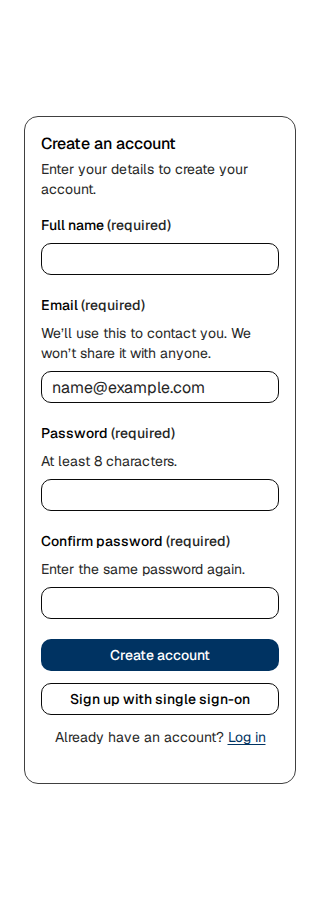 Create an account
Enter your details to create your
account.
Full name (required)
Email (required)
We’ll use this to contact you. We
won’t share it with anyone.
name@example.com
Password (required)
At least 8 characters.
Confirm password (required)
Enter the same password again.
Create account
Sign up with single sign-on
Already have an account? Log in